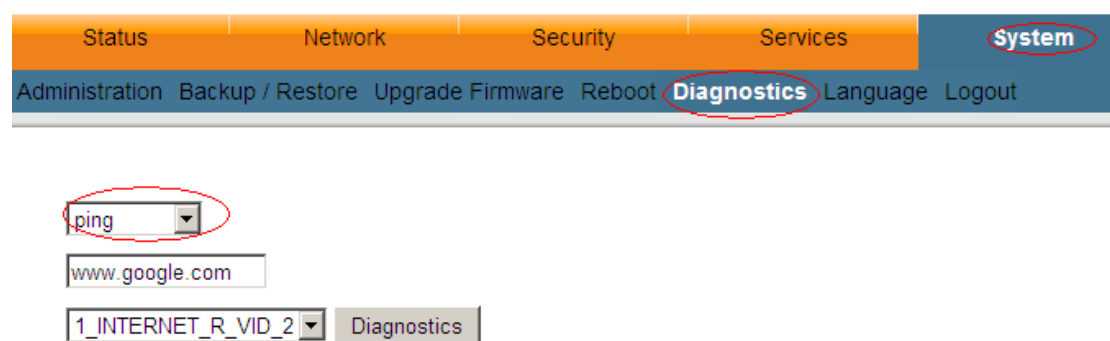 Status Network Security Services System
Administration Backup / Restore Upgrade Firmware Reboot Diagnostics Language Logout
ping
www.google.com
1_INTERNET_R_VID_2 Diagnostics